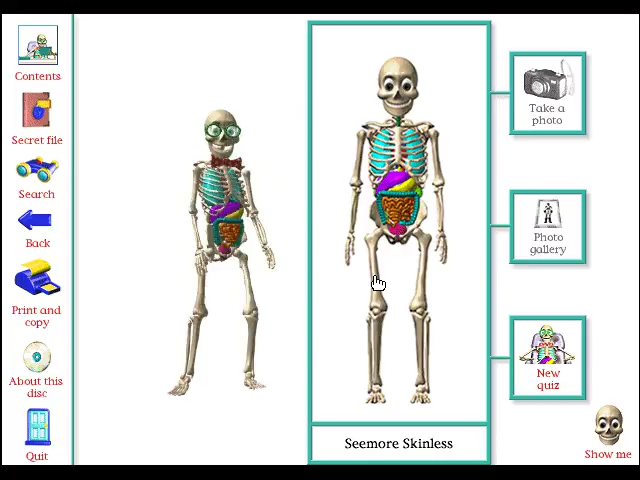 Contents
Secret file
Search
Back
Print and
copy
About this
disc
Quit
Seemore Skinless
Take a
photo
Photo
gallery
New
quiz
Show me